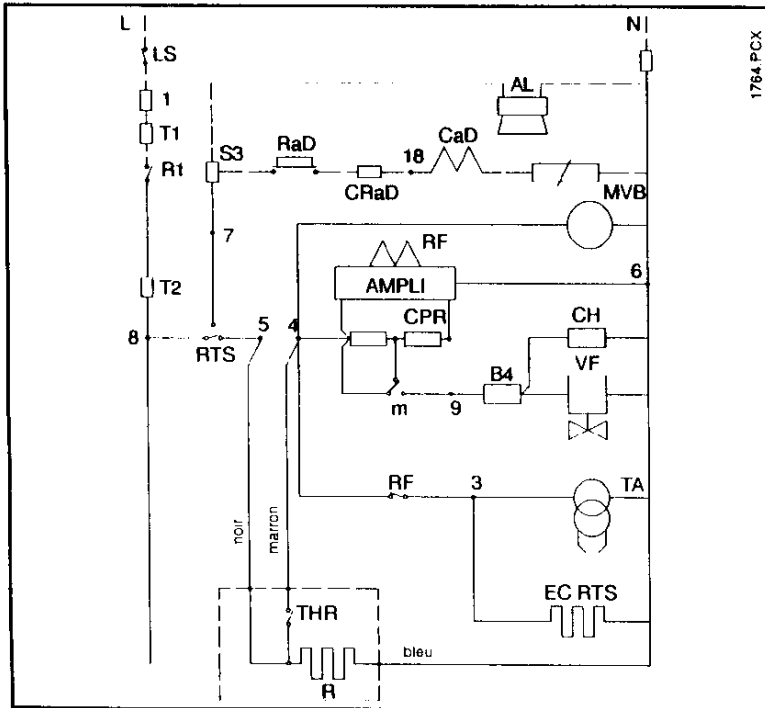 L
N
LS
AL
1764.PCX
1
T1
S3
RaD
18
CaD
R1
CRaD
MVB
7
RF
6
T2
AMPLI
8
5
4
CPR
CH
RTS
VF
B4
m
9
RF
3
TA
noir
marron
EC RTS
THR
bleu
R